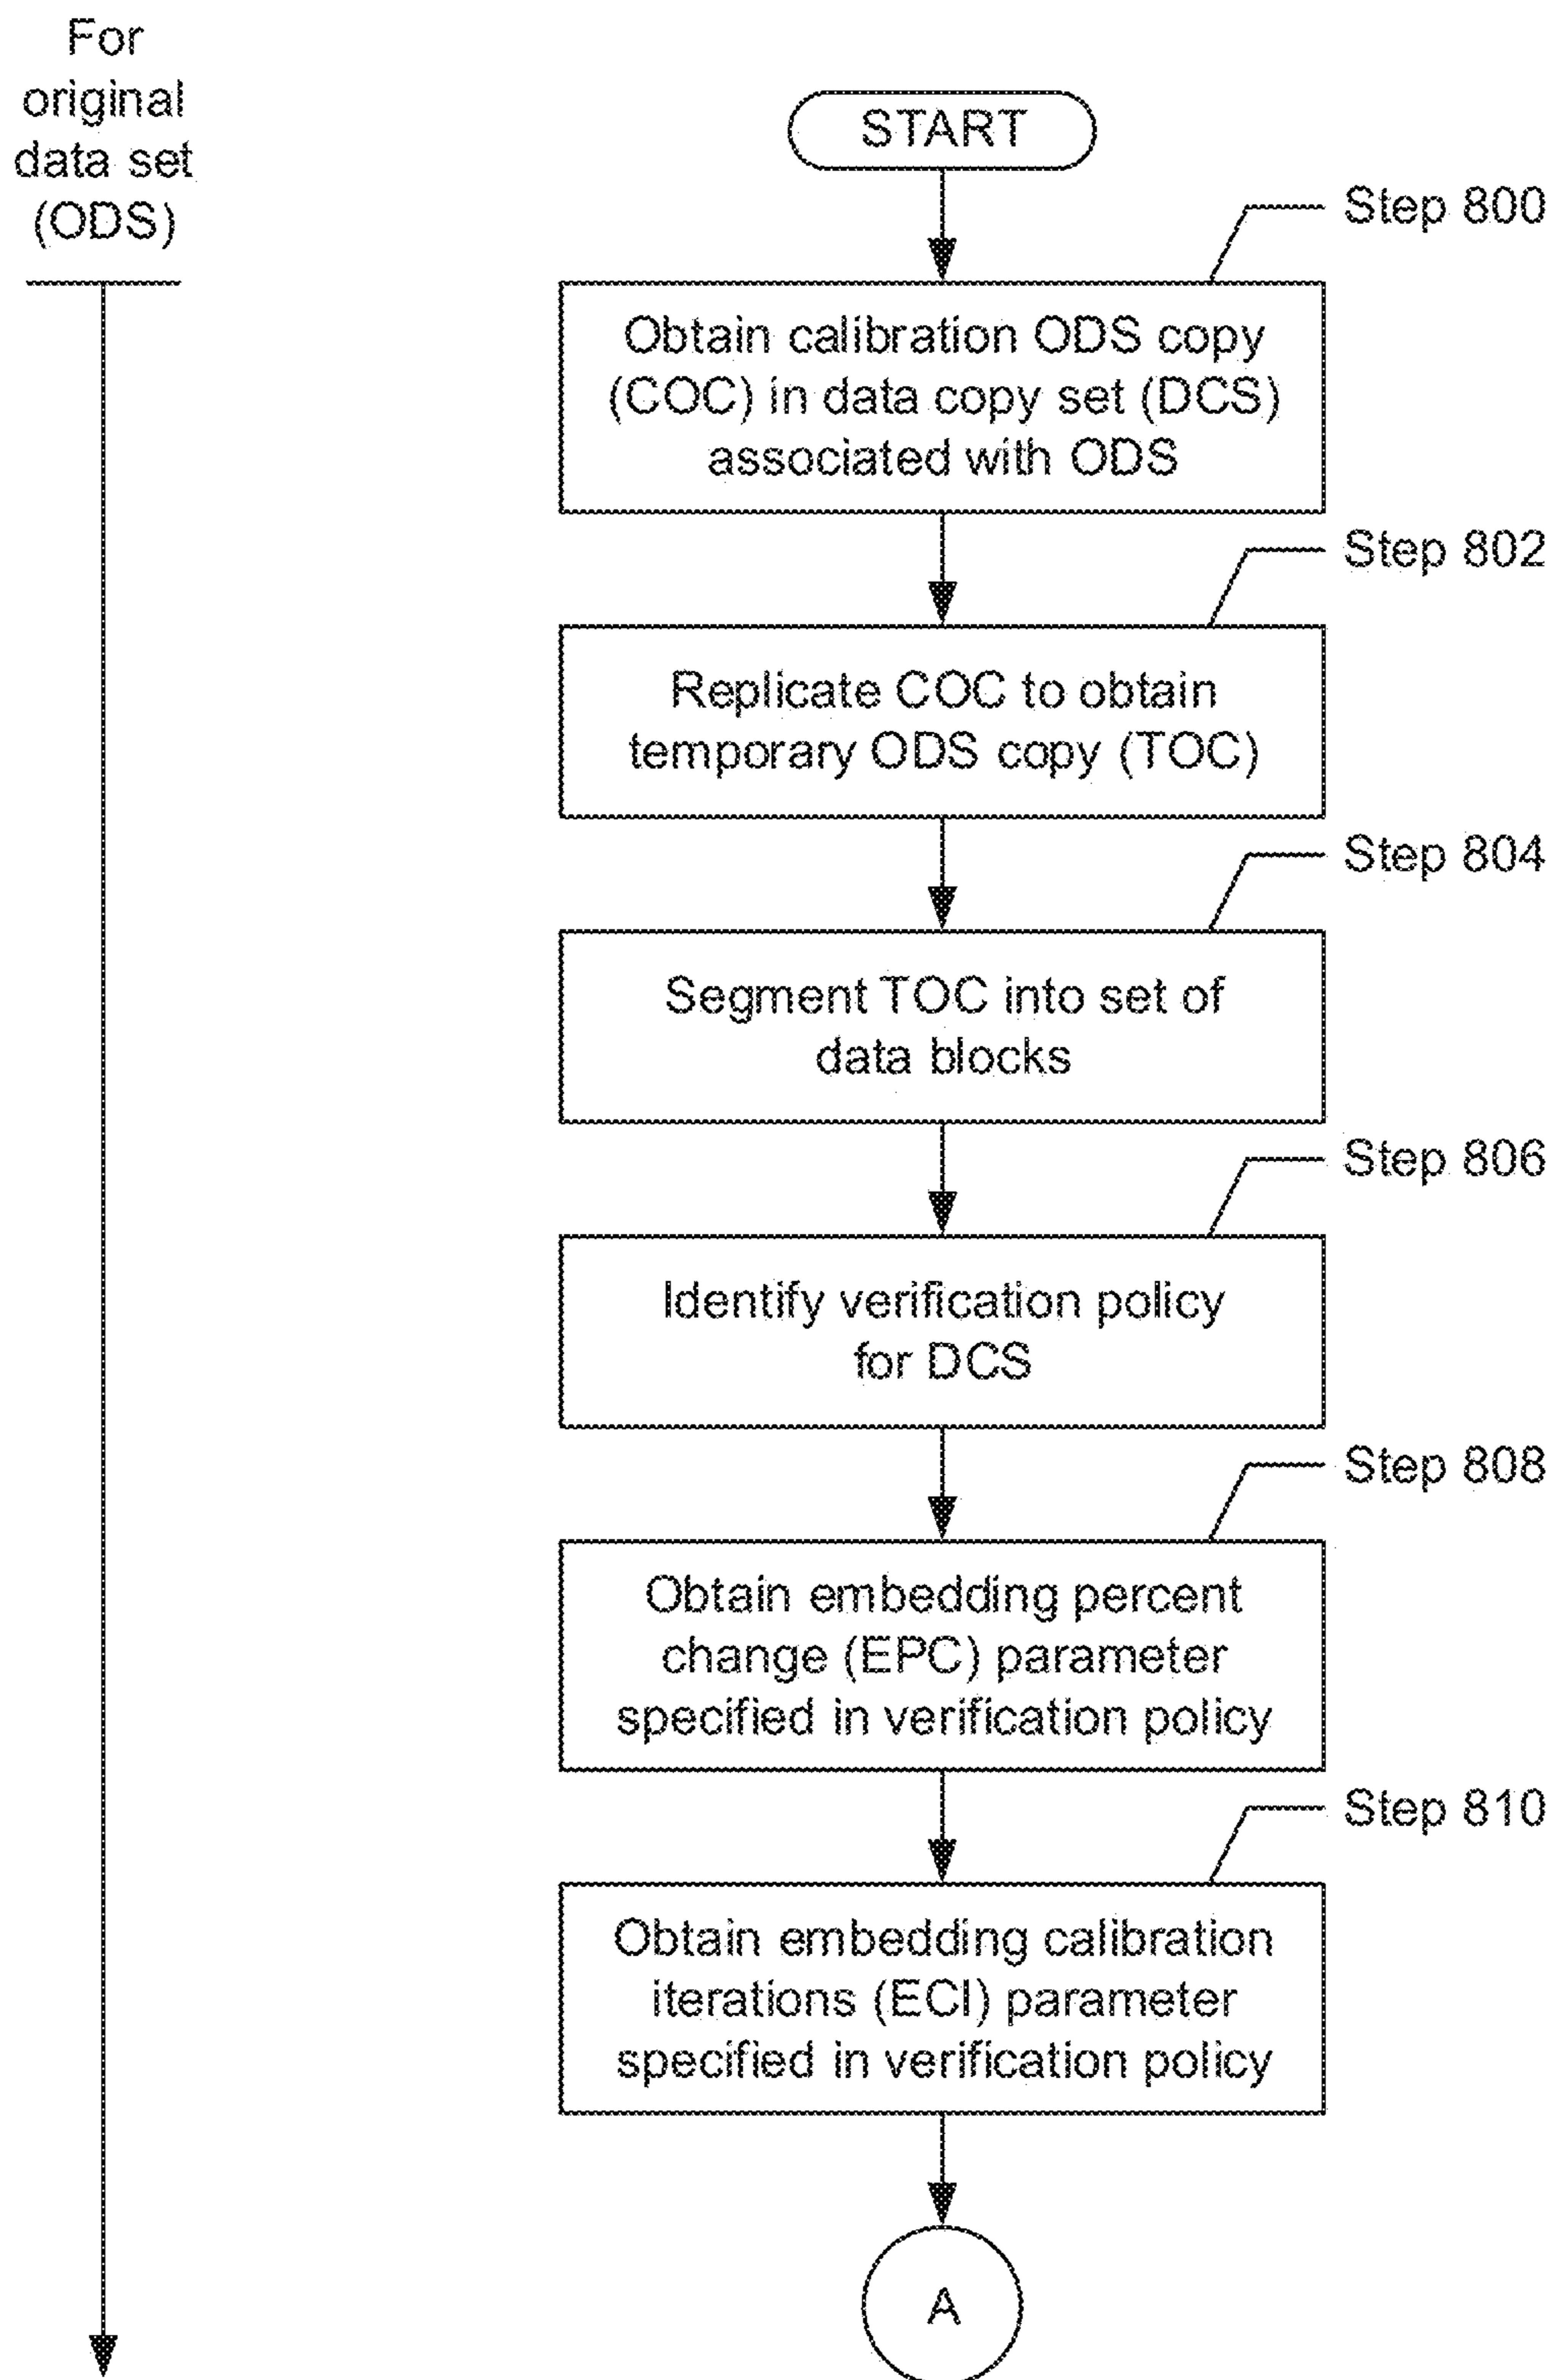 For
original
data set
(ODS)
START
Step 800
Obtain calibration ODS copy
(COC) in data copy set (DCS)
associated with ODS
Step 802
Replicate COC to obtain
temporary ODS copy (TOC)
Step 804
Segment TOC into set of
data blocks
Step 806
Identify verification policy
for DCS
Step 808
Obtain embedding percent
change (EPC) parameter
specified in verification policy
Step 810
Obtain embedding calibration
iterations (ECI) parameter
specified in verification policy
A